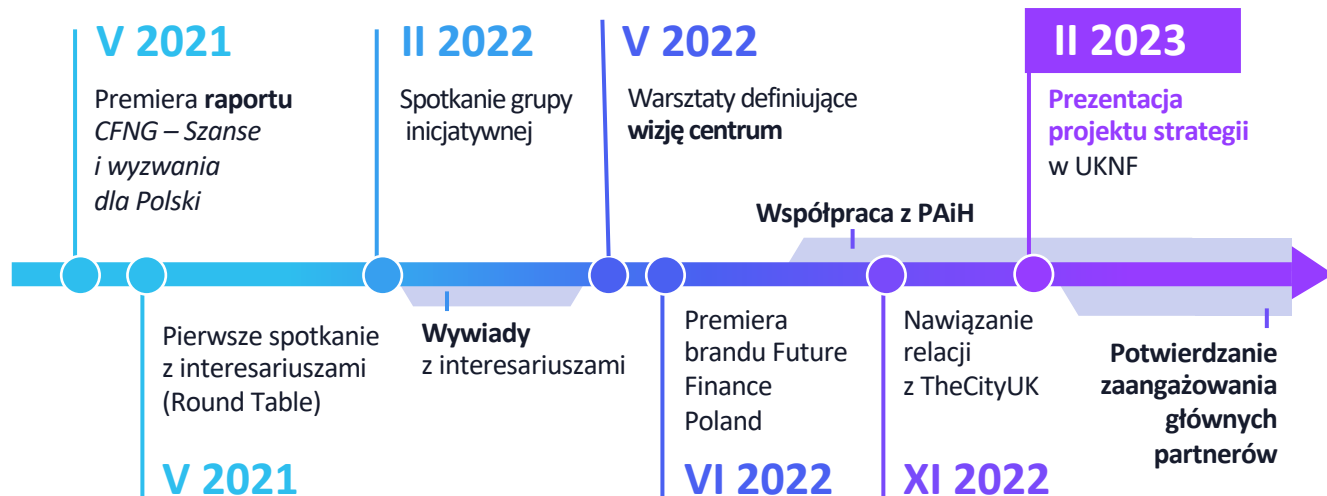 V 2021
Premiera raportu
CFNG – Szanse
i wyzwania
dla Polski
II 2022
Spotkanie grupy
inicjatywnej
V 2022
Warsztaty definiujące
wizję centrum
II 2023
Prezentacja
projektu strategii
w UKNF
Współpraca z PAiH
Pierwsze spotkanie
z interesariuszami
(Round Table)
V 2021
Wywiady
z interesariuszami
Premiera
brandu Future
Finance
Poland
VI 2022
Nawiązanie
relacji
z TheCityUK
XI 2022
Potwierdzanie
zaangażowania
głównych
partnerów